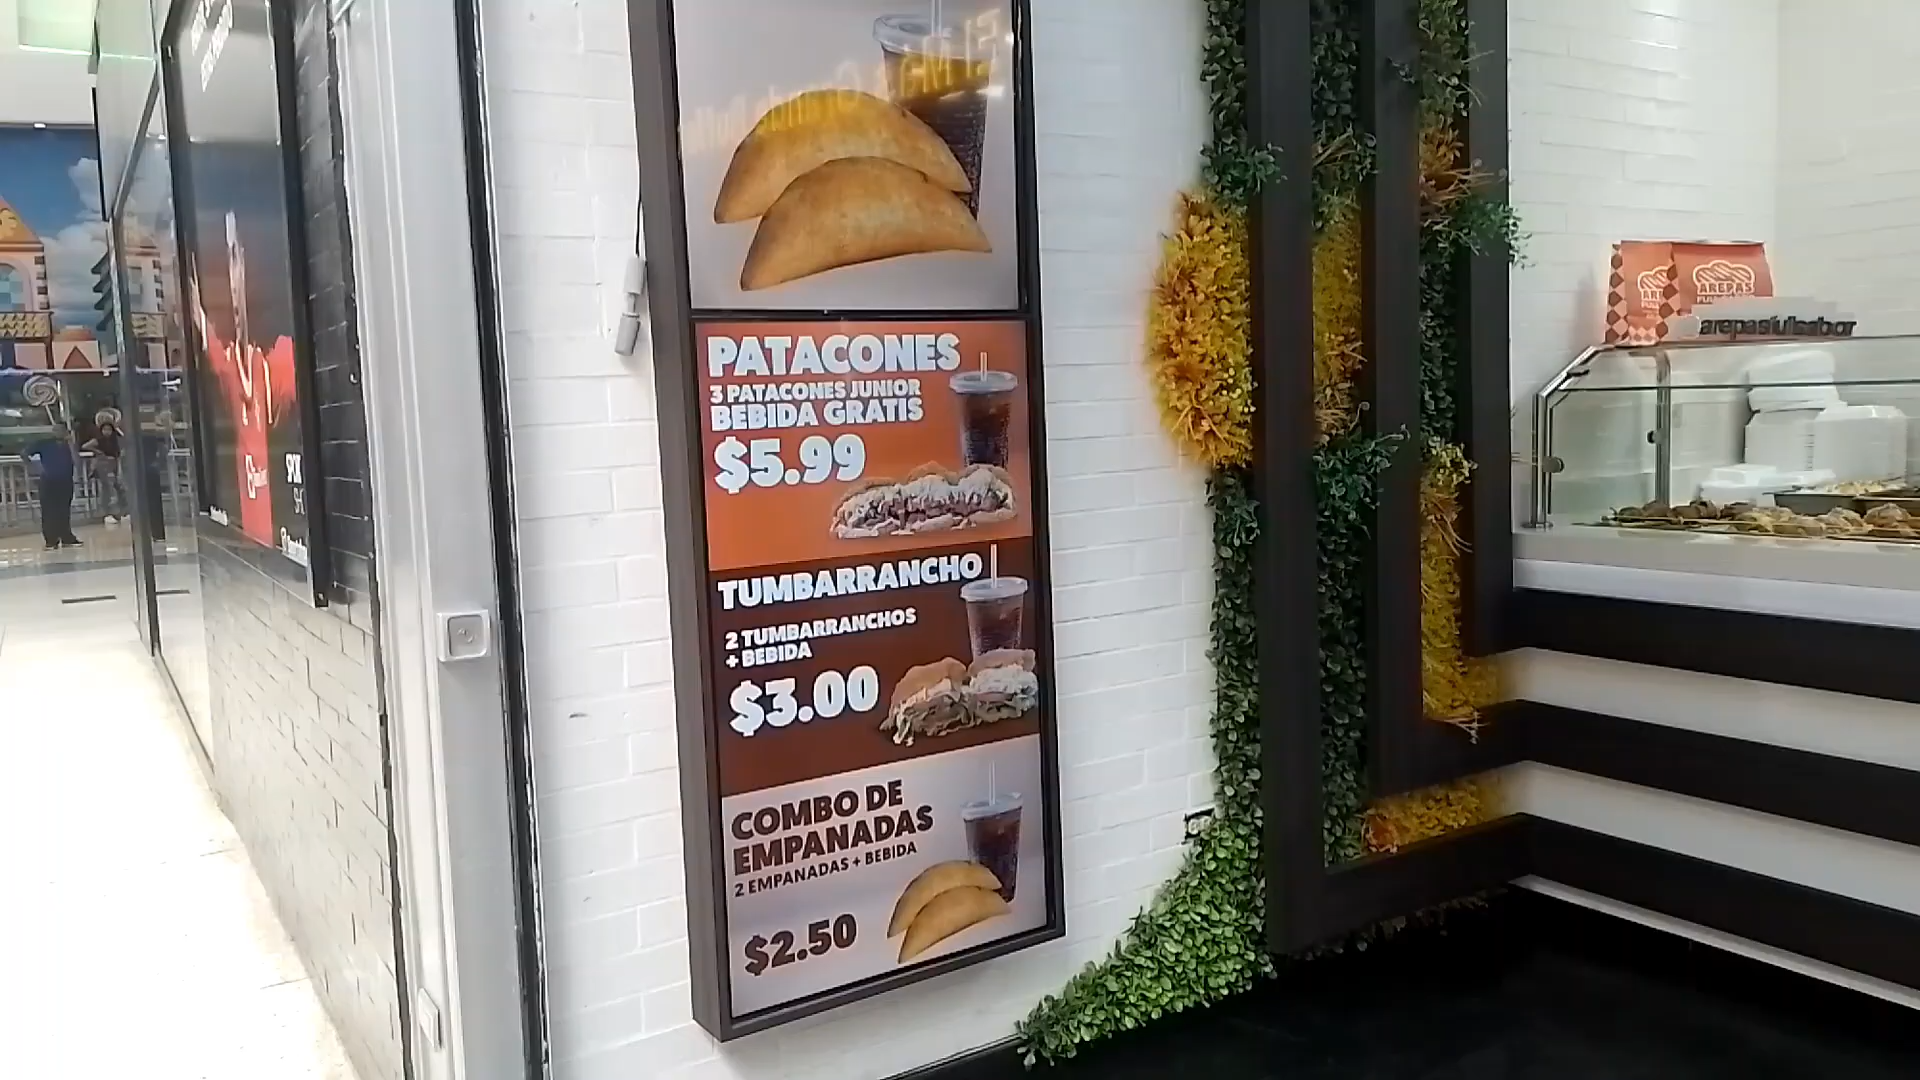 PATACONES
3 PATACONES JUNIOR
BEBIDA GRATIS
$5.99
TUMBARRANCHO
2 TUMBARRANCHOS
+ BEBIDA
$3.00
COMBO DE
EMPANADAS
2 EMPANADAS + BEBIDA
$2.50
AREPAS
arepasfulsabor